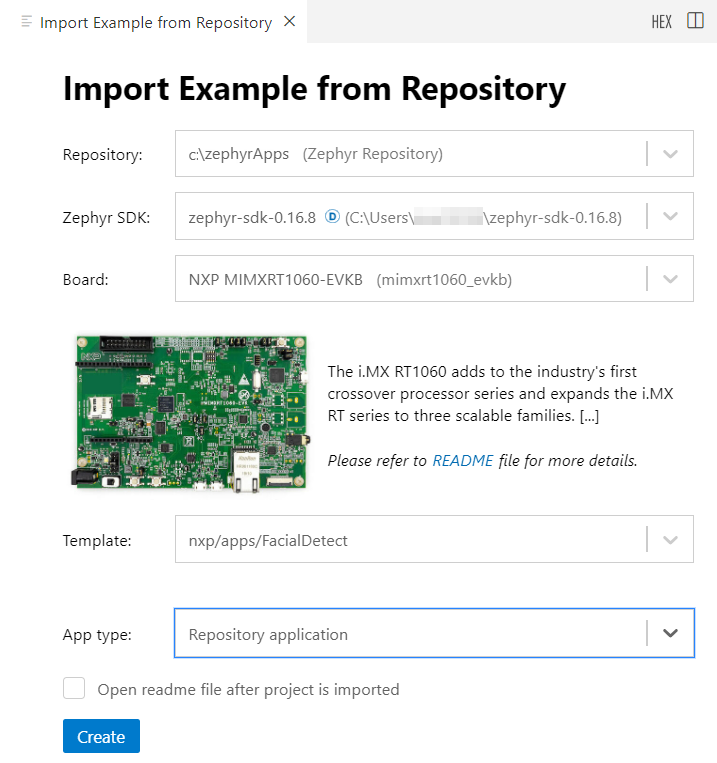 Import Example from Repository
HEX
Import Example from Repository
Repository: c:\zephyrApps (Zephyr Repository)
Zephyr SDK: zephyr-sdk-0.16.8 D (C:\Users\ \zephyr-sdk-0.16.8)
Board: NXP MIMXRT1060-EVKB (mimxrt1060_evkb)
The i.MX RT1060 adds to the industry's first
crossover processor series and expands the i.MX
RT series to three scalable families. [...]
Please refer to README file for more details.
Template: nxp/apps/FacialDetect
App type: Repository application
Open readme file after project is imported
Create